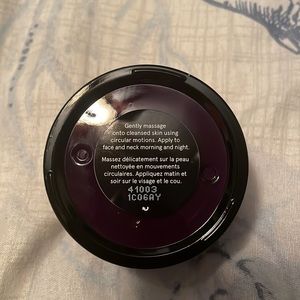 Gently massage
onto cleansed skin using
circular motions. Apply to
face and neck morning and night.
Massez délicatement sur la peau
nettoyée en mouvements
circulaires. Appliquez matin et
soir sur le visage et le cou.
41003
1C06AY